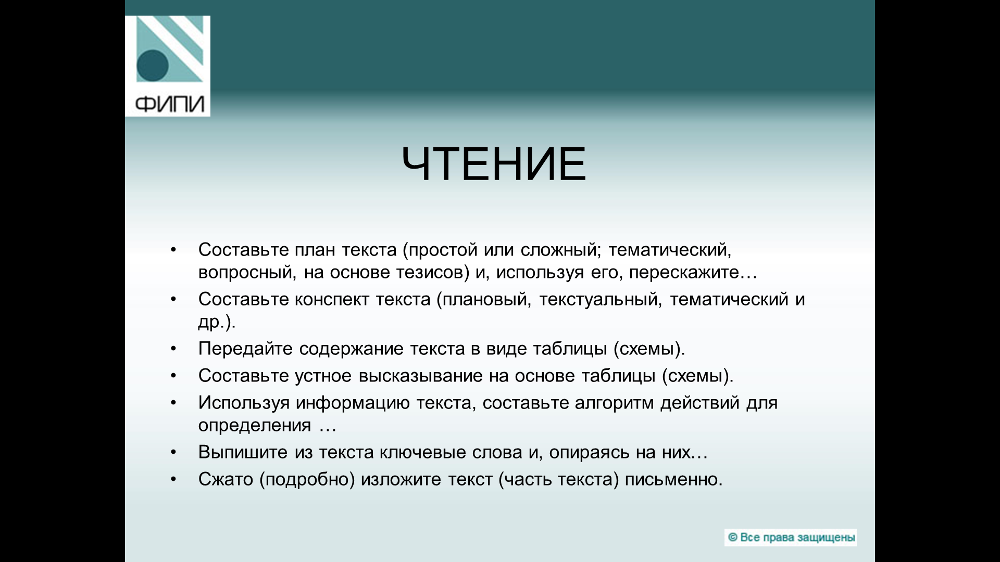 ФИПИ
ЧТЕНИЕ
• Составьте план текста (простой или сложный; тематический,
вопросный, на основе тезисов) и, используя его, перескажите…
• Составьте конспект текста (плановый, текстуальный, тематический и
др.).
• Передайте содержание текста в виде таблицы (схемы).
• Составьте устное высказывание на основе таблицы (схемы).
• Используя информацию текста, составьте алгоритм действий для
определения …
• Выпишите из текста ключевые слова и, опираясь на них…
• Сжато (подробно) изложите текст (часть текста) письменно.
© Все права защищены